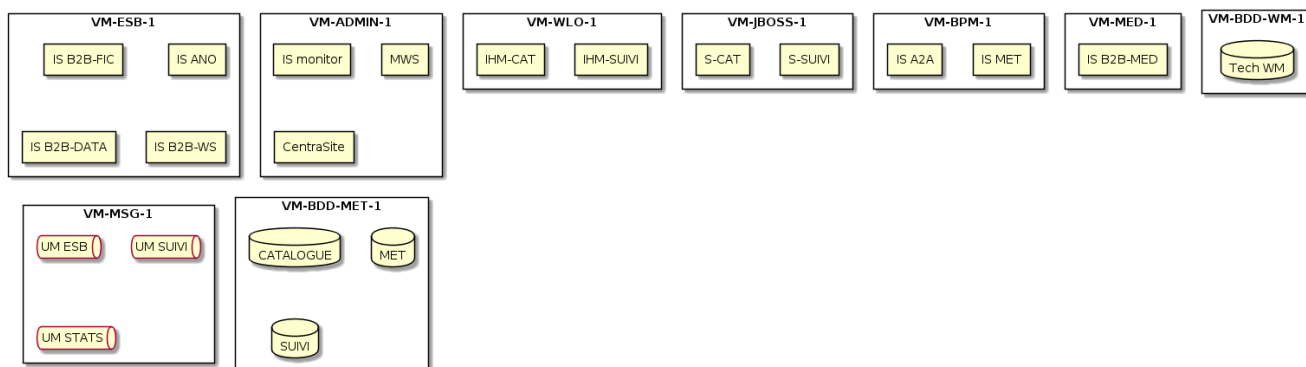 VM-ESB-1
IS B2B-FIC
IS ANO
IS B2B-DATA
IS B2B-WS
VM-ADMIN-1
IS monitor
MWS
CentraSite
VM-WLO-1
IHM-CAT
IHM-SUIVI
VM-JBOSS-1
S-CAT
S-SUIVI
VM-BPM-1
IS A2A
IS MET
VM-MED-1
IS B2B-MED
VM-BDD-WM-1
Tech WM
VM-MSG-1
UM ESB
UM SUIVI
UM STATS
VM-BDD-MET-1
CATALOGUE
MET
SUIVI